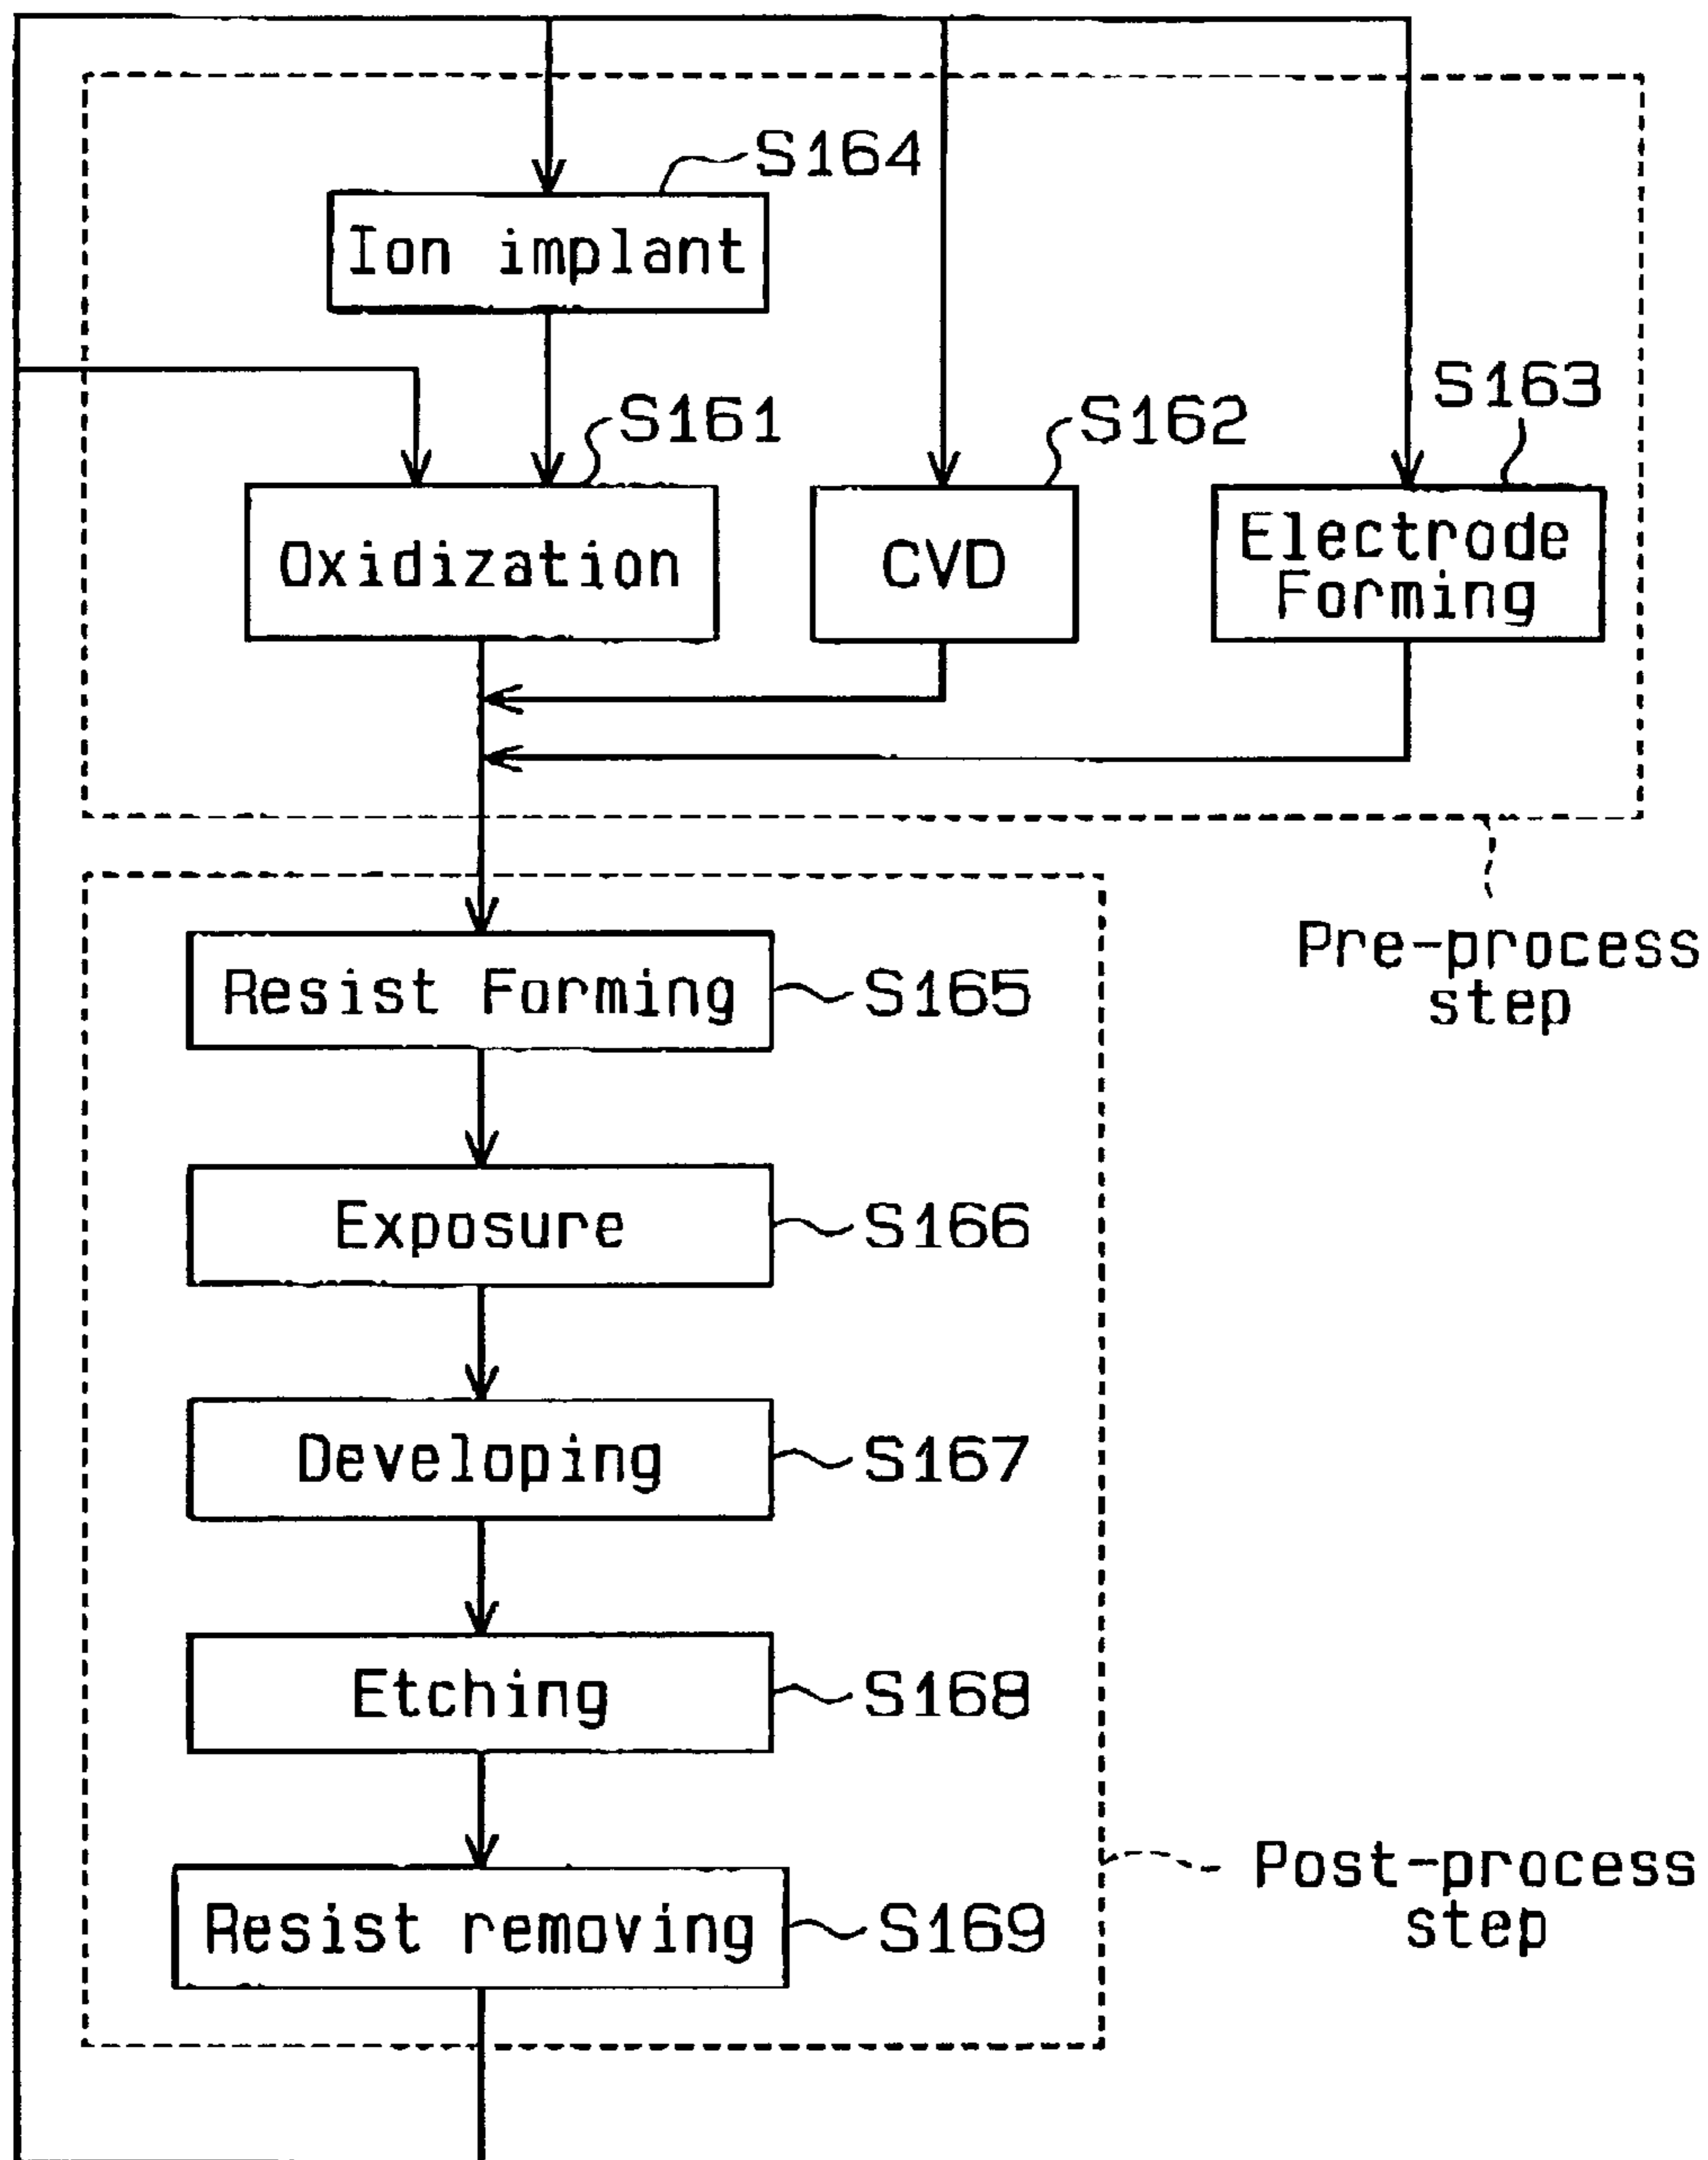 S164
Ion implant
S161
S162
S163
Oxidization
CVD
Electrode
Forming
Pre-process
step
Resist Forming
S165
Exposure
S166
Developing
S167
Etching
S168
Post-process
step
Resist removing
S169